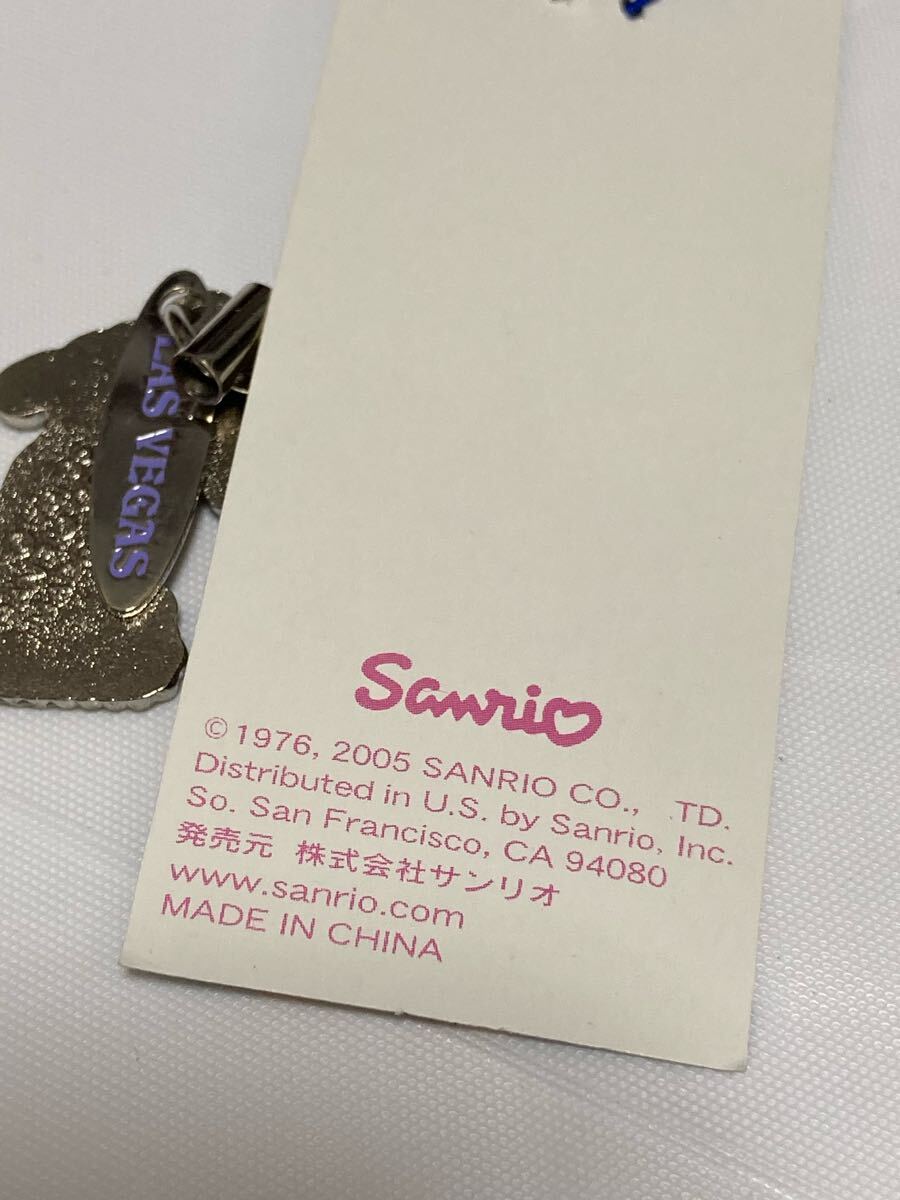 LAS VEGAS
Sanrio
© 1976, 2005 SANRIO CO., TD.
Distributed in U.S. by Sanrio, Inc.
So. San Francisco, CA 94080
発売元 株式会社サンリオ
www.sanrio.com
MADE IN CHINA